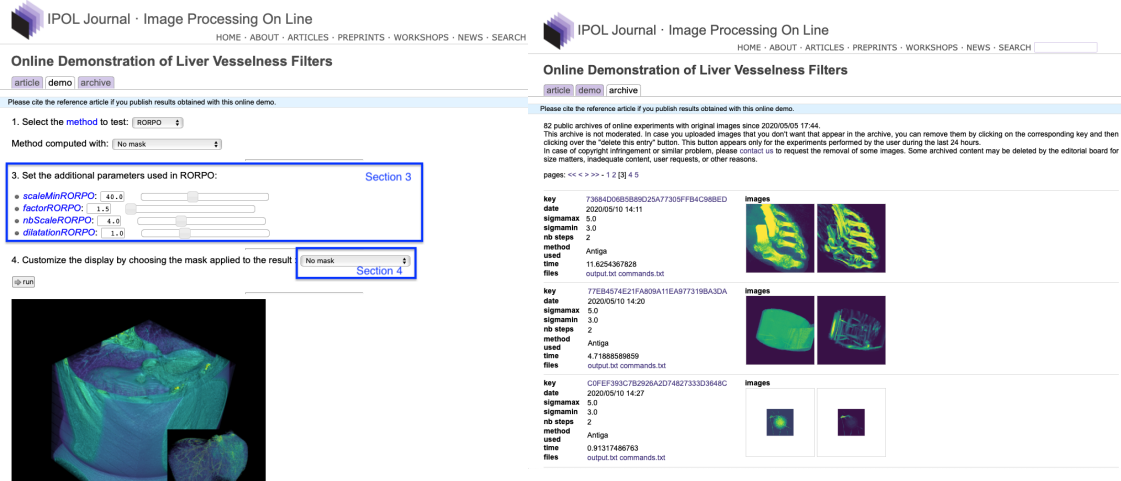 IPOL Journal · Image Processing On Line
HOME · ABOUT · ARTICLES · PREPRINTS · WORKSHOPS · NEWS · SEARCH
Online Demonstration of Liver Vesselness Filters
article demo archive
Please cite the reference article if you publish results obtained with this online demo.
1. Select the method to test: RORPO
Method computed with: No mask
3. Set the additional parameters used in RORPO:
Section 3
scaleMinRORPO: 40.0
factorRORPO: 1.5
nbScaleRORPO: 4.0
dilatationRORPO: 1.0
4. Customize the display by choosing the mask applied to the result : No mask
Section 4
run
IPOL Journal · Image Processing On Line
HOME · ABOUT · ARTICLES · PREPRINTS · WORKSHOPS · NEWS · SEARCH
Online Demonstration of Liver Vesselness Filters
article demo archive
Please cite the reference article if you publish results obtained with this online demo.
82 public archives of online experiments with original images since 2020/05/05 17:44.
This archive is not moderated. In case you uploaded images that you don't want that appear in the archive, you can remove them by clicking on the corresponding key and then
clicking over the "delete this entry" button. This button appears only for the experiments performed by the user during the last 24 hours.
In case of copyright infringement or similar problem, please contact us to request the removal of some images. Some archived content may be deleted by the editorial board for
size matters, inadequate content, user requests, or other reasons.
pages: << < > >> - 1 2 [3] 4 5
key 73684D06B5B89D25A77305FFB4C98BED images
date 2020/05/10 14:11
sigmamax 5.0
sigmamin 3.0
nb steps 2
method used Antiga
time 11.6254367828
files output.txt commands.txt
key 77EB4574E21FA809A11EA977319BA3DA images
date 2020/05/10 14:20
sigmamax 5.0
sigmamin 3.0
nb steps 2
method used Antiga
time 4.71888589859
files output.txt commands.txt
key C0FEF393C7B2926A2D74827333D3648C images
date 2020/05/10 14:27
sigmamax 5.0
sigmamin 3.0
nb steps 2
method used Antiga
time 0.91317486763
files output.txt commands.txt